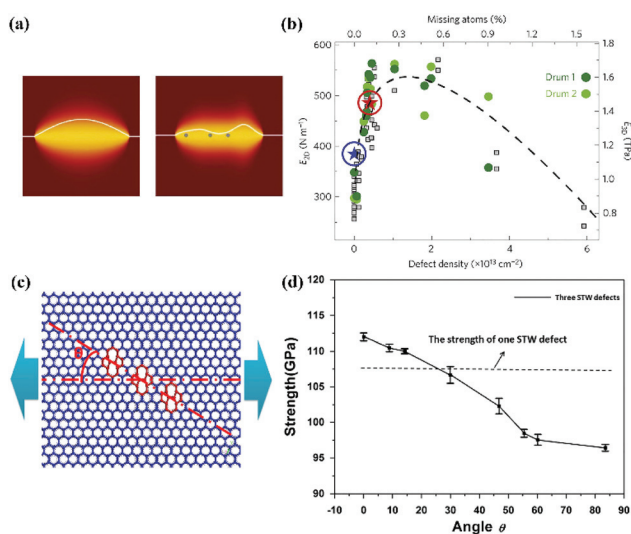 (a)
(b)
Missing atoms (%)
0.0 0.3 0.6 0.9 1.2 1.5
600
500
400
300
E2D (N m−1)
Drum 1
Drum 2
1.8
1.6
1.4
1.2
1.0
0.8
E3D (TPa)
0 2 4 6
Defect density (×10¹³ cm⁻²)
(c)
θ
(d)
120
115
110
105
100
95
90
Strength(GPa)
Three STW defects
The strength of one STW defect
-10 0 10 20 30 40 50 60 70 80 90
Angle θ